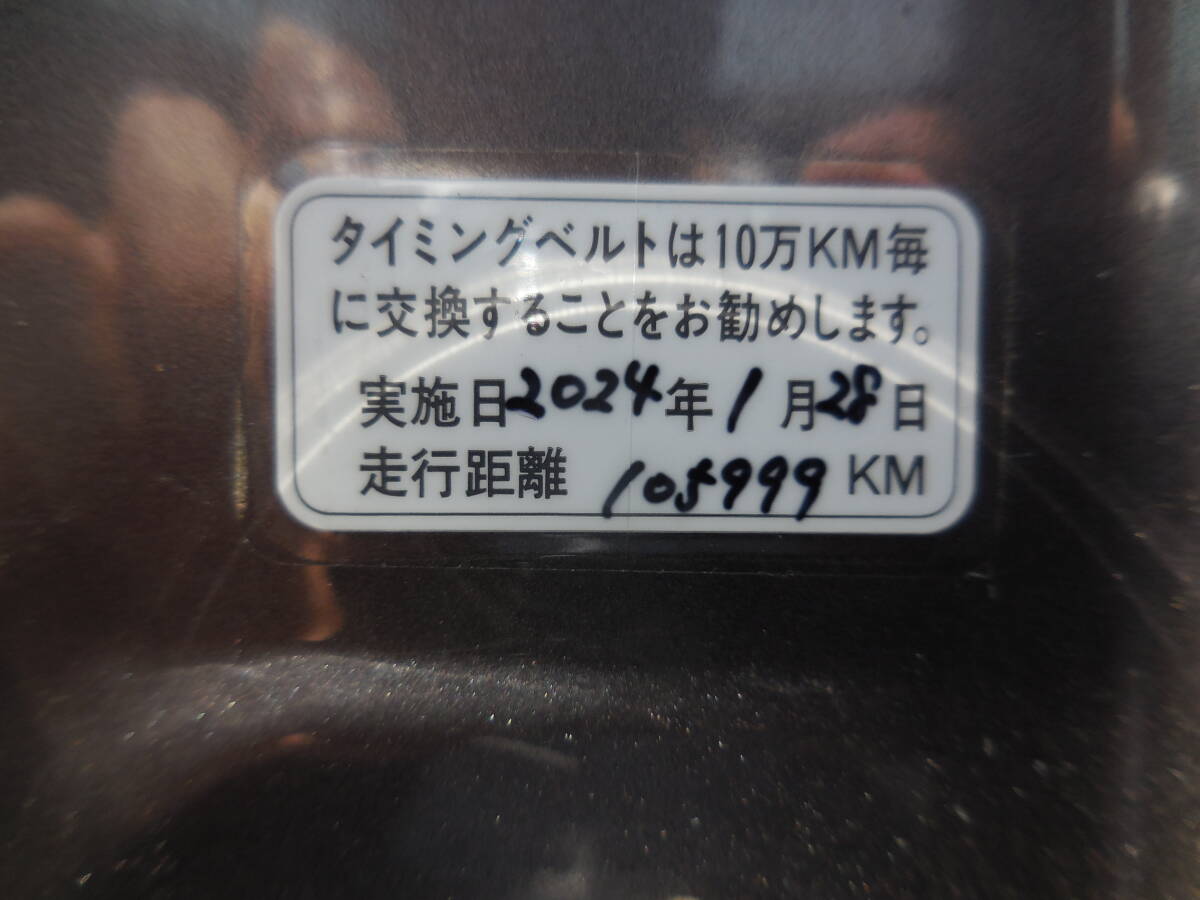 タイミングベルトは10万KM毎
に交換することをお勧めします。
実施日2024年1月28日
走行距離 105999 KM